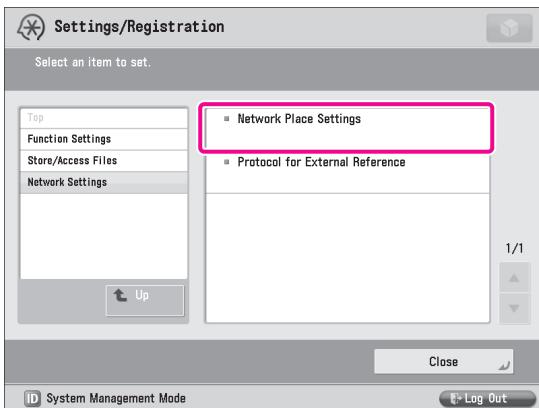 Settings/Registration
Select an item to set.
Top
Function Settings
Store/Access Files
Network Settings
Up
Network Place Settings
Protocol for External Reference
1/1
Close
ID System Management Mode
Log Out